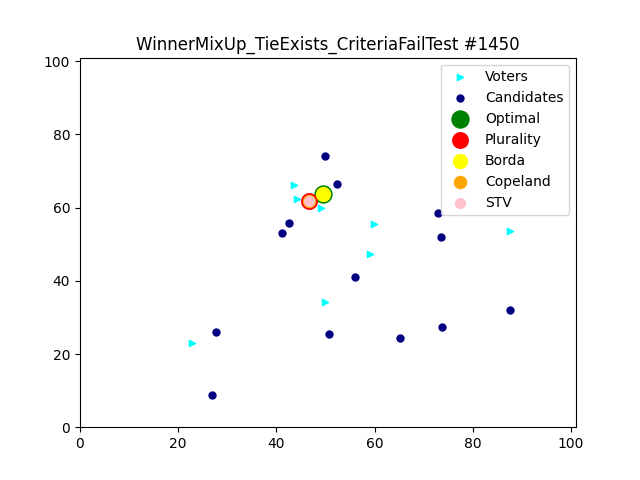 WinnerMixUp_TieExists_CriteriaFailTest #1450
100
80
60
40
20
0
0 20 40 60 80 100
Voters
Candidates
Optimal
Plurality
Borda
Copeland
STV